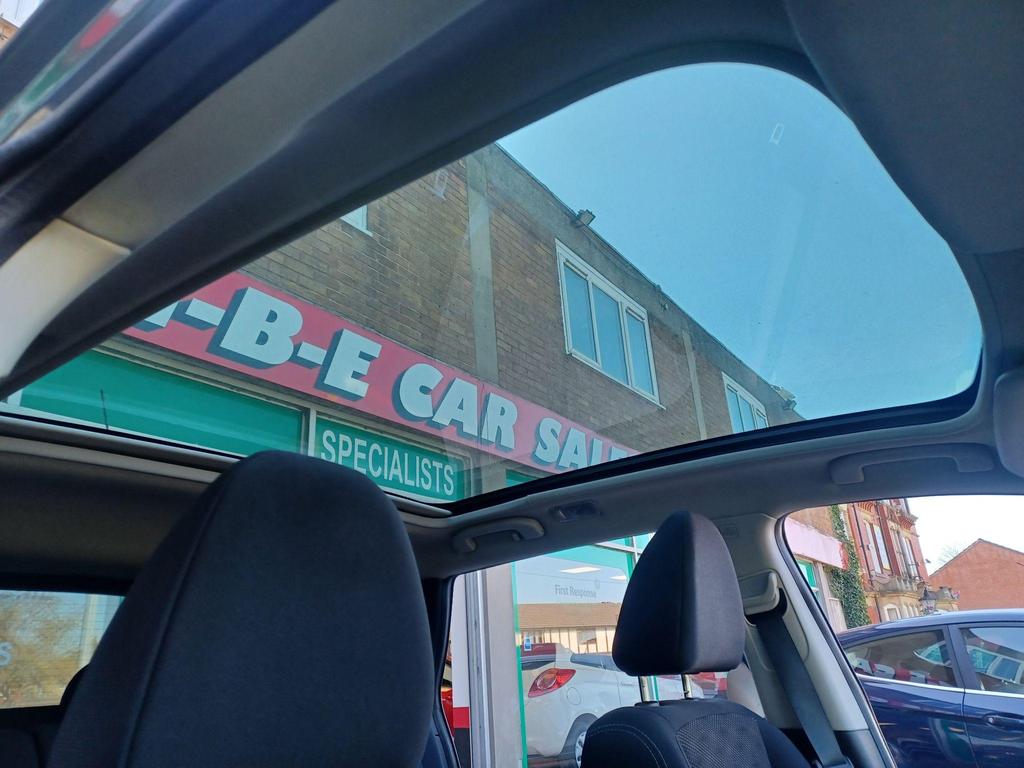 -B-E CAR SAL
SPECIALISTS
First Response
S